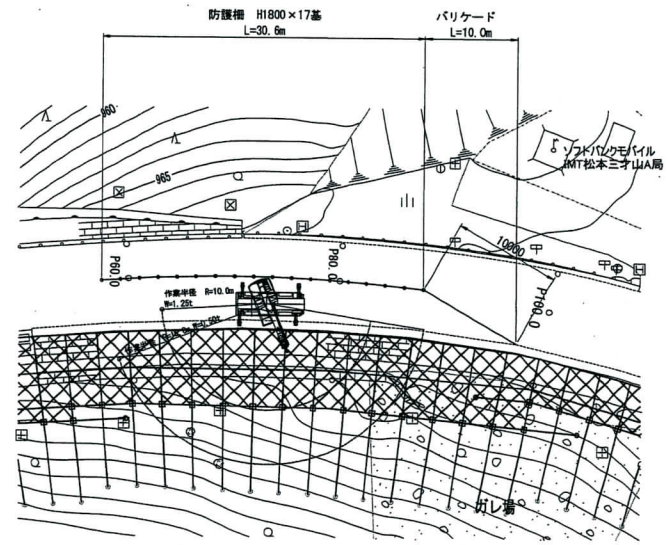 防護柵 H1800×17基
L=30.6m
バリケード
L=10.0m
960
965
ソフトバンクモバイル
IMT松本三才山A局
10000
P60.0
P80.0
P100.0
作業半径 R=10.0m
W=1.25t
ガレ場